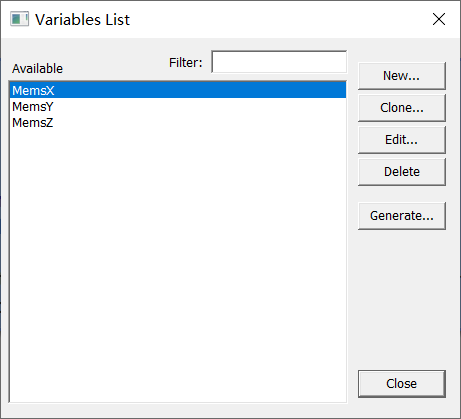 Variables List
Available
Filter:
MemsX
MemsY
MemsZ
New...
Clone...
Edit...
Delete
Generate...
Close